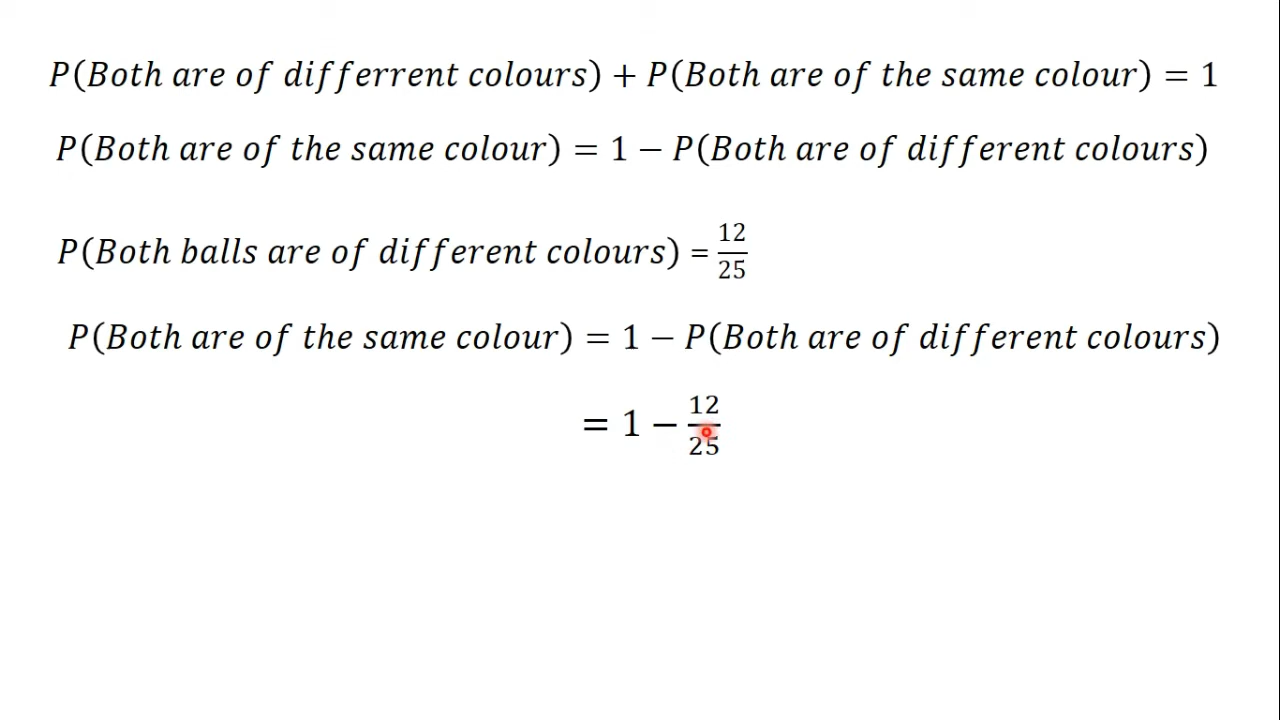 P(Both are of differrent colours) + P(Both are of the same colour) = 1
P(Both are of the same colour) = 1 − P(Both are of different colours)
P(Both balls are of different colours) = 12/25
P(Both are of the same colour) = 1 − P(Both are of different colours)
= 1 − 12/25